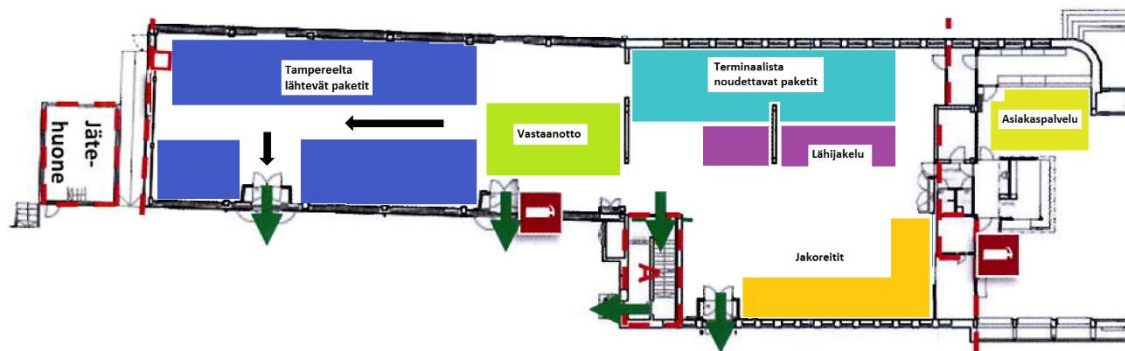 Tampereelta
lähtevät paketit
Terminaalista
noudettavat paketit
Vastaanotto
Lähijakelu
Asiakaspalvelu
Jäte-
huone
A
Jakoreitit